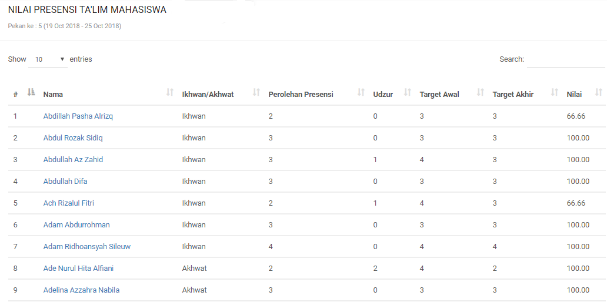 NILAI PRESENSI TA'LIM MAHASISWA
Pekan ke : 5 (19 Oct 2018 - 25 Oct 2018)
Show 10 entries Search:
# Nama Ikhwan/Akhwat Perolehan Presensi Udzur Target Awal Target Akhir Nilai
1 Abdillah Pasha Alrizq Ikhwan 2 0 3 3 66.66
2 Abdul Rozak Sidiq Ikhwan 3 0 3 3 100.00
3 Abdullah Az Zahid Ikhwan 3 1 4 3 100.00
4 Abdullah Difa Ikhwan 3 0 3 3 100.00
5 Ach Rizalul Fitri Ikhwan 2 1 4 3 66.66
6 Adam Abdurrohman Ikhwan 3 0 3 3 100.00
7 Adam Ridhoansyah Sileuw Ikhwan 4 0 4 4 100.00
8 Ade Nurul Hita Alfiani Akhwat 2 2 4 2 100.00
9 Adelina Azzahra Nabila Akhwat 3 0 3 3 100.00